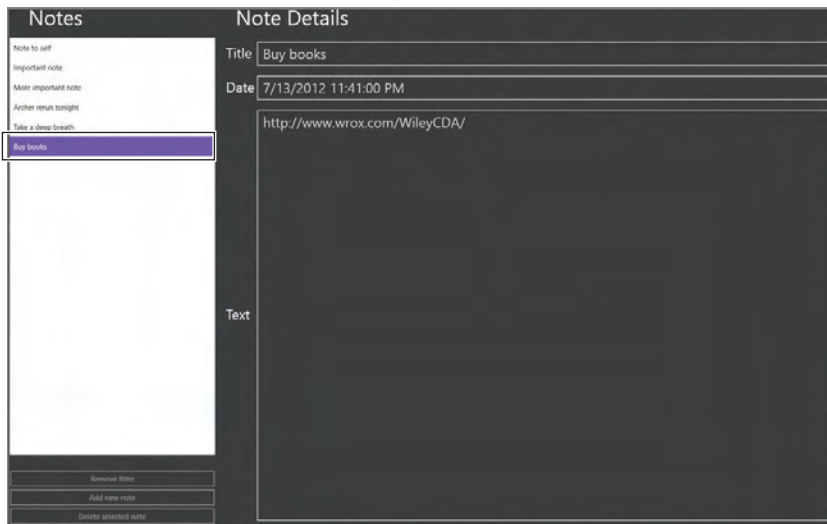 Notes
Note to self
Important note
More important note
Archer rerun tonight
Take a deep breath
Buy books
Remove filter
Add new note
Delete selected note
Note Details
Title Buy books
Date 7/13/2012 11:41:00 PM
http://www.wrox.com/WileyCDA/
Text